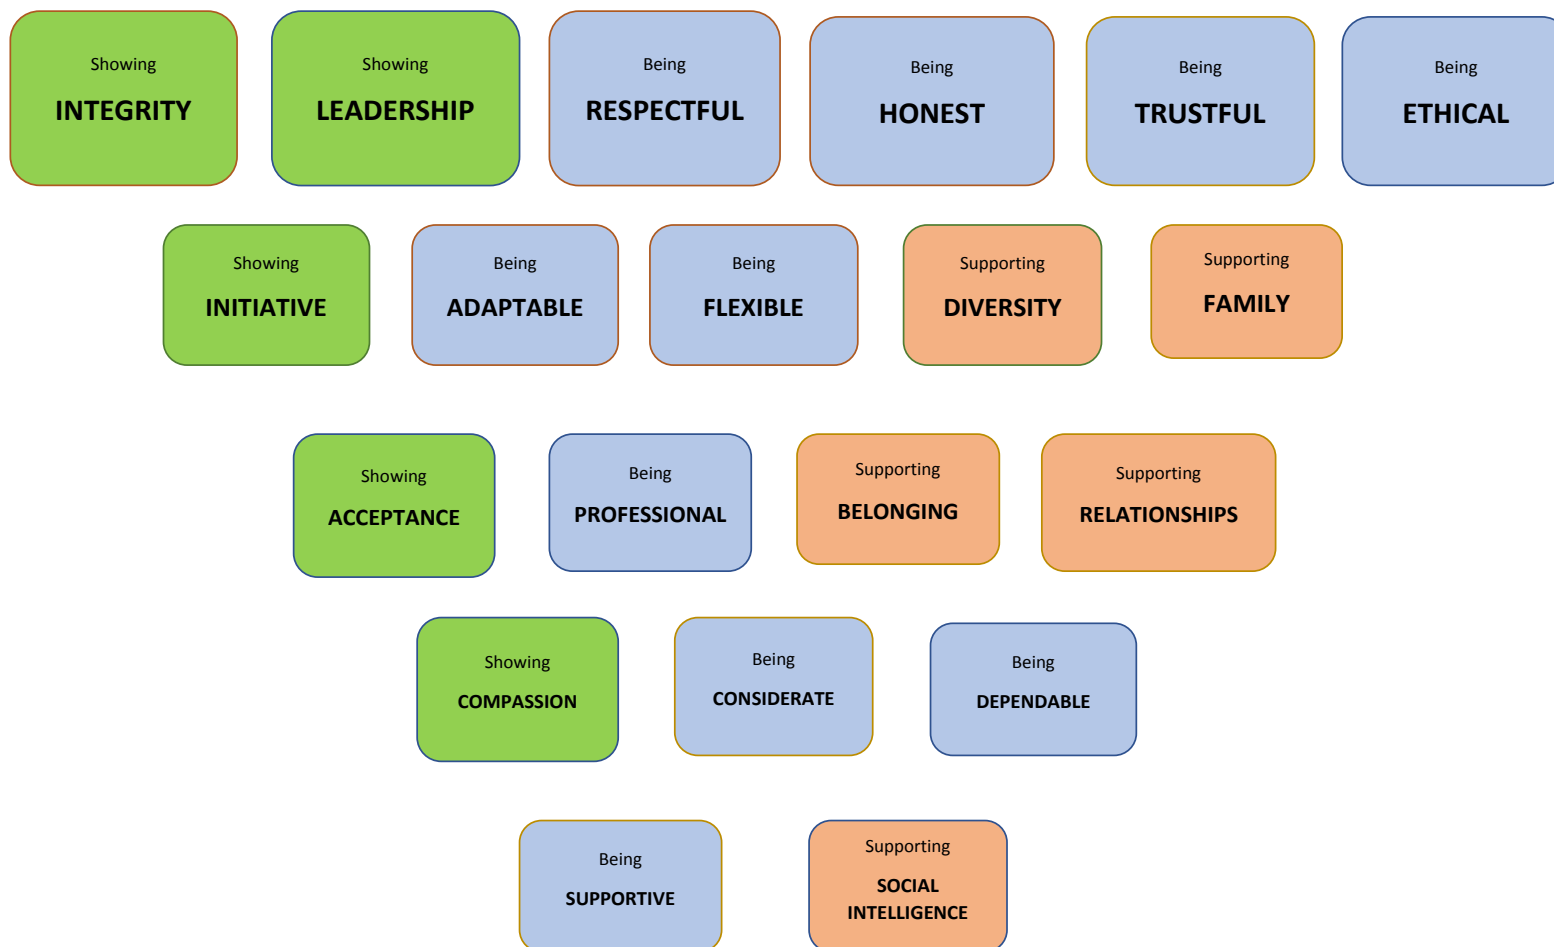 Showing
INTEGRITY
Showing
LEADERSHIP
Being
RESPECTFUL
Being
HONEST
Being
TRUSTFUL
Being
ETHICAL
Showing
INITIATIVE
Being
ADAPTABLE
Being
FLEXIBLE
Supporting
DIVERSITY
Supporting
FAMILY
Showing
ACCEPTANCE
Being
PROFESSIONAL
Supporting
BELONGING
Supporting
RELATIONSHIPS
Showing
COMPASSION
Being
CONSIDERATE
Being
DEPENDABLE
Being
SUPPORTIVE
Supporting
SOCIAL
INTELLIGENCE